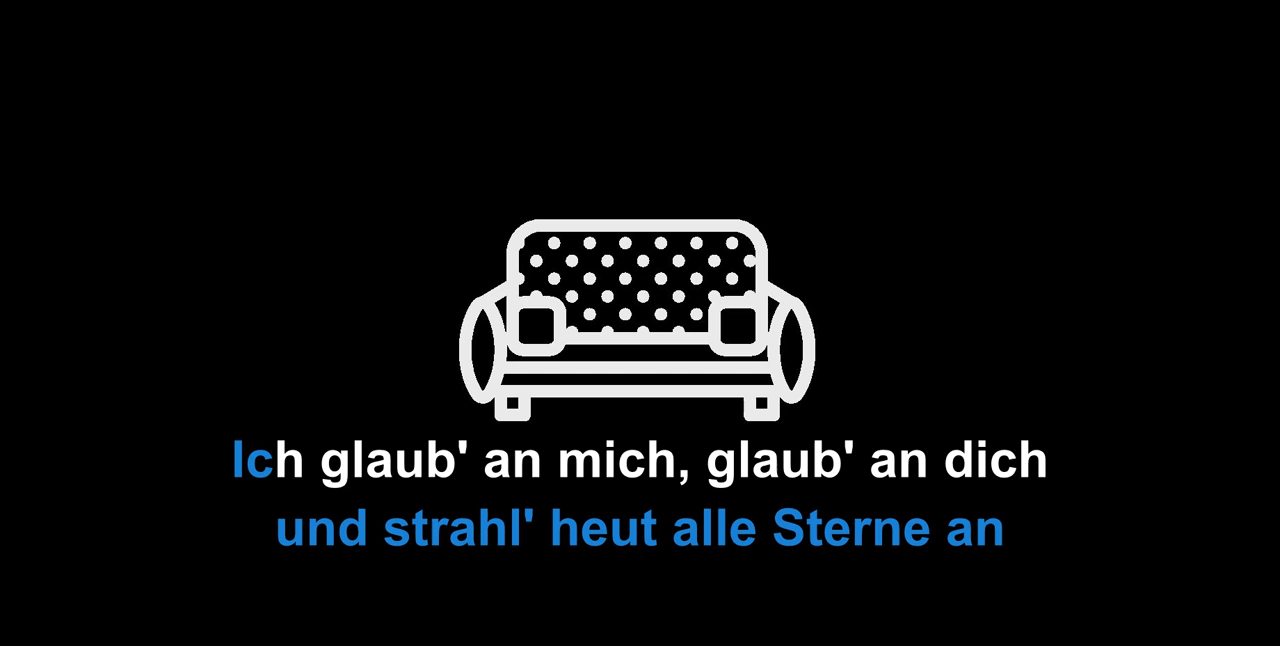 Ich glaub' an mich, glaub' an dich
und strahl' heut alle Sterne an